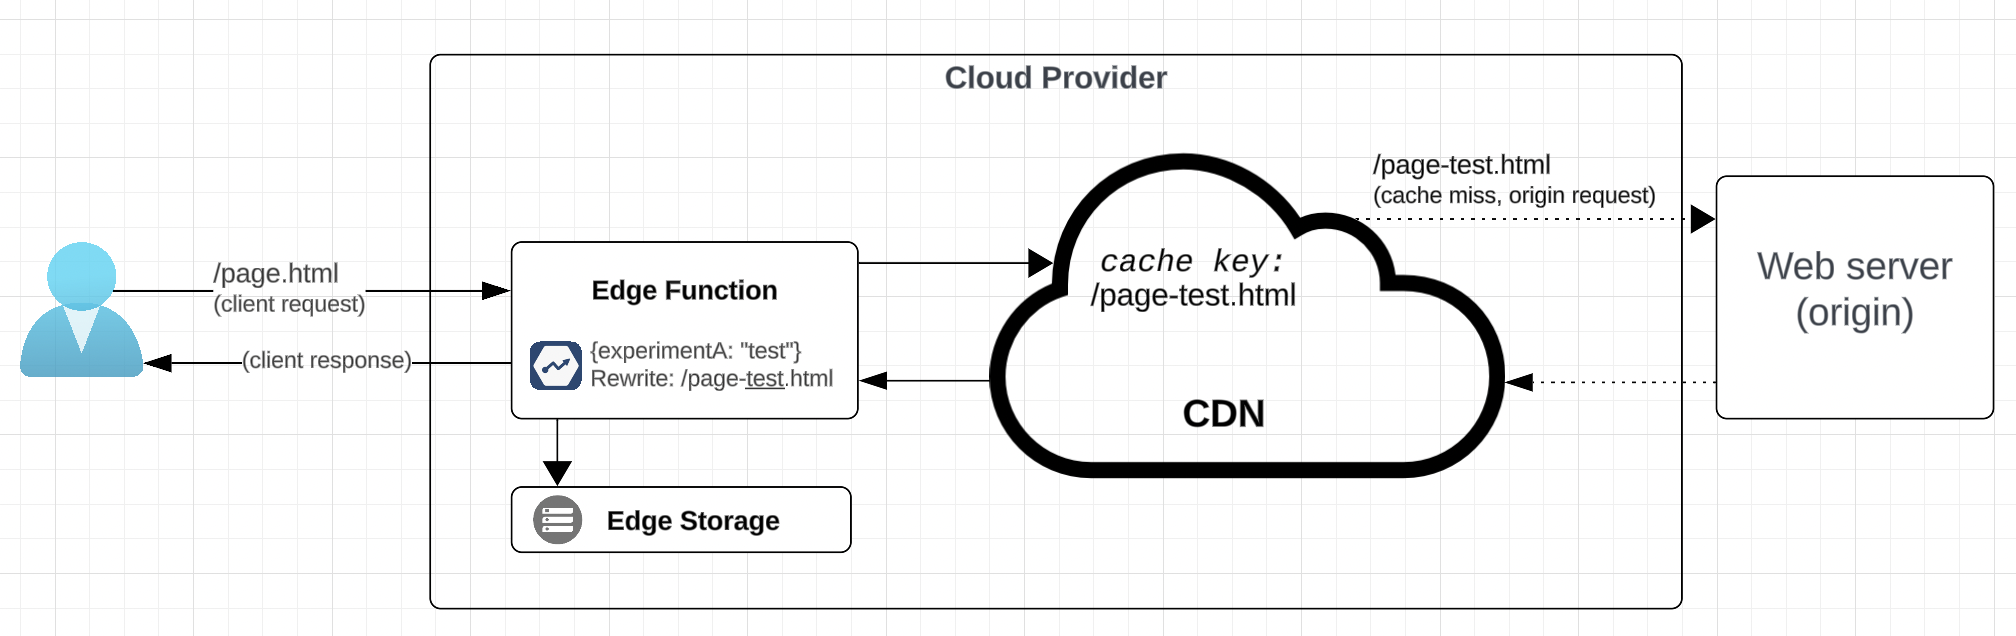 Cloud Provider
/page-test.html
(cache miss, origin request)
/page.html
(client request)
(client response)
Edge Function
{experimentA: "test"}
Rewrite: /page-test.html
Edge Storage
cache key:
/page-test.html
CDN
Web server
(origin)